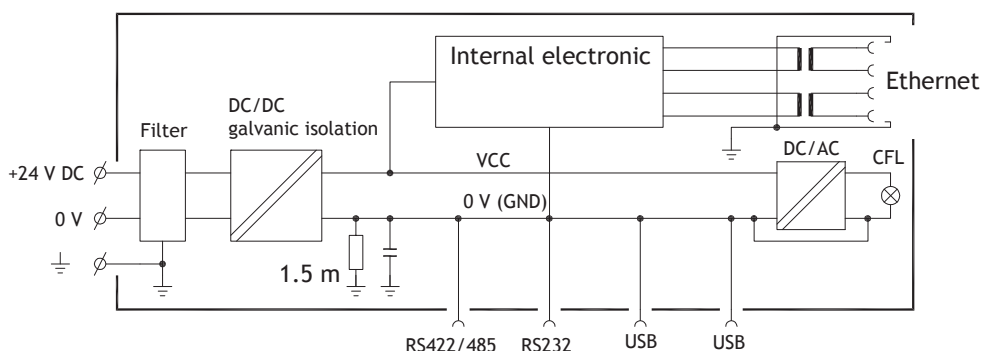 Internal electronic
Ethernet
DC/DC
galvanic isolation
Filter
DC/AC
CFL
VCC
+24 V DC
0 V (GND)
0 V
1.5 m
RS422/485
RS232
USB
USB